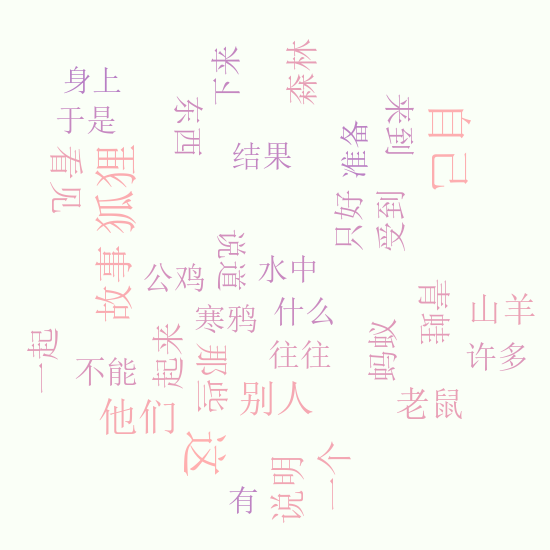 下来
森林
身上
东西
于是
准备
醒来
自己
结果
看见
狐狸
只好
受到
故事
说道
公鸡
水中
寒鸦
什么
青蛙
山羊
一起
不能
起来
那些
往往
蚂蚁
许多
他们
别人
老鼠
这
有
说明
一个